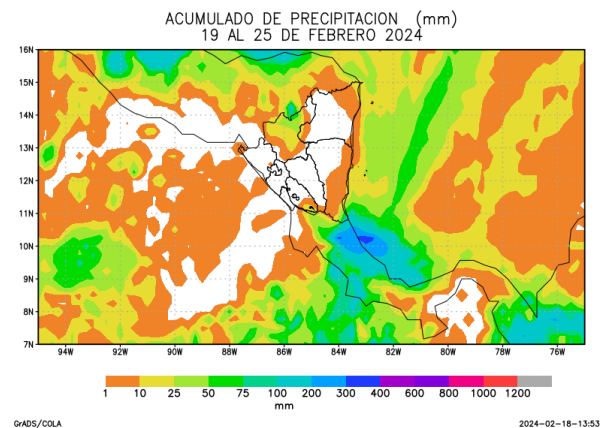 ACUMULADO DE PRECIPITACION (mm)
19 AL 25 DE FEBRERO 2024
16N
15N
14N
13N
12N
11N
10N
9N
8N
7N
94W 92W 90W 88W 86W 84W 82W 80W 78W 76W
1 10 25 50 75 100 200 300 400 600 800 1000 1200
mm
GrADS/COLA 2024-02-18-13:53